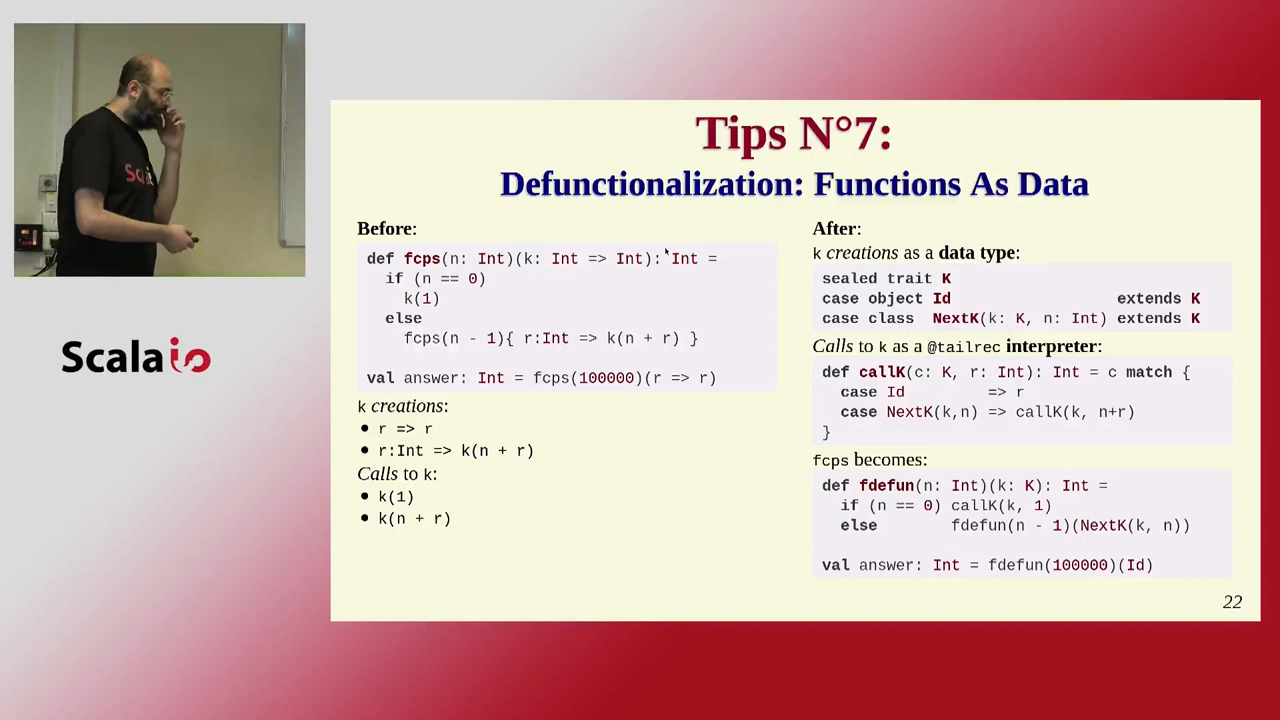 Tips N°7:
Defunctionalization: Functions As Data
Before:
def fcps(n: Int)(k: Int => Int): Int =
if (n == 0)
k(1)
else
fcps(n - 1){ r:Int => k(n + r) }
val answer: Int = fcps(100000)(r => r)
k creations:
• r => r
• r:Int => k(n + r)
Calls to k:
• k(1)
• k(n + r)
After:
k creations as a data type:
sealed trait K
case object Id extends K
case class NextK(k: K, n: Int) extends K
Calls to k as a @tailrec interpreter:
def callK(c: K, r: Int): Int = c match {
case Id => r
case NextK(k,n) => callK(k, n+r)
}
fcps becomes:
def fdefun(n: Int)(k: K): Int =
if (n == 0) callK(k, 1)
else fdefun(n - 1)(NextK(k, n))
val answer: Int = fdefun(100000)(Id)
22
Scala io